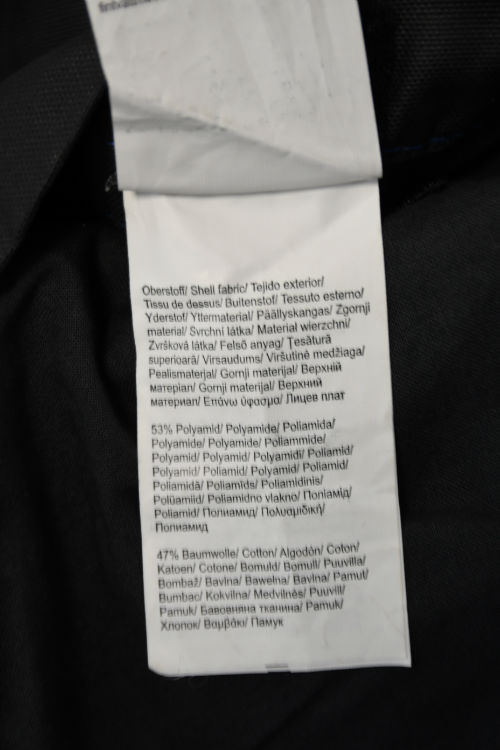 Oberstoff/ Shell fabric/ Tejido exterior/
Tissu de dessus/ Buitenstof/ Tessuto esterno/
Yderstof/ Yttermaterial/ Päällyskangas/ Zgornji
material/ Svrchní látka/ Material wierzchni/
Zvršková látka/ Felső anyag/ Țesătură
superioară/ Virsaudums/ Viršutinė medžiaga/
Pealismaterjal/ Gornji materijal/ Верхній
матеріал/ Gornji materijal/ Верхний
материал/ Επάνω ύφασμα/ Лицев плат
53% Polyamid/ Polyamide/ Poliamida/
Polyamide/ Polyamide/ Poliammide/
Polyamid/ Polyamid/ Polyamidi/ Poliamid/
Polyamid/ Poliamid/ Polyamid/ Poliamid/
Poliamidă/ Poliamīds/ Poliamidinis/
Polüamiid/ Poliamidno vlakno/ Поліамід/
Poliamid/ Полиамид/ Πολυαμιδική/
Полиамид
47% Baumwolle/ Cotton/ Algodón/ Coton/
Katoen/ Cotone/ Bomuld/ Bomull/ Puuvilla/
Bombaž/ Bavlna/ Bawełna/ Bavlna/ Pamut/
Bumbac/ Kokvilna/ Medvilnės/ Puuvill/
Pamuk/ Бавовняна тканина/ Pamuk/
Хлопок/ Βαμβάκι/ Памук